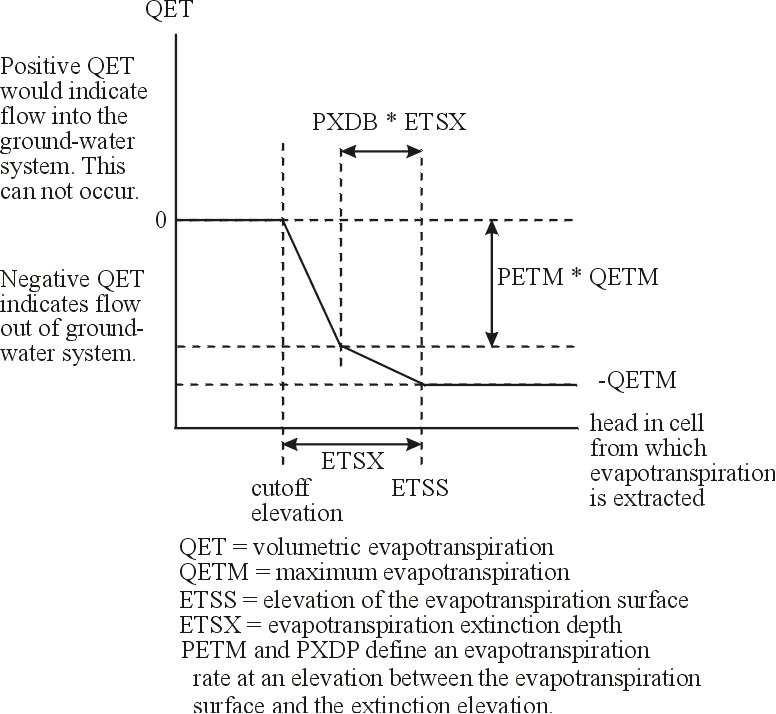 QET
Positive QET
would indicate
flow into the
ground-water
system. This
can not occur.
PXDB * ETSX
0
Negative QET
indicates flow
out of ground-
water system.
PETM * QETM
-QETM
head in cell
from which
evapotranspiration
is extracted
ETSX
cutoff
elevation
ETSS
QET = volumetric evapotranspiration
QETM = maximum evapotranspiration
ETSS = elevation of the evapotranspiration surface
ETSX = evapotranspiration extinction depth
PETM and PXDP define an evapotranspiration
rate at an elevation between the evapotranspiration
surface and the extinction elevation.